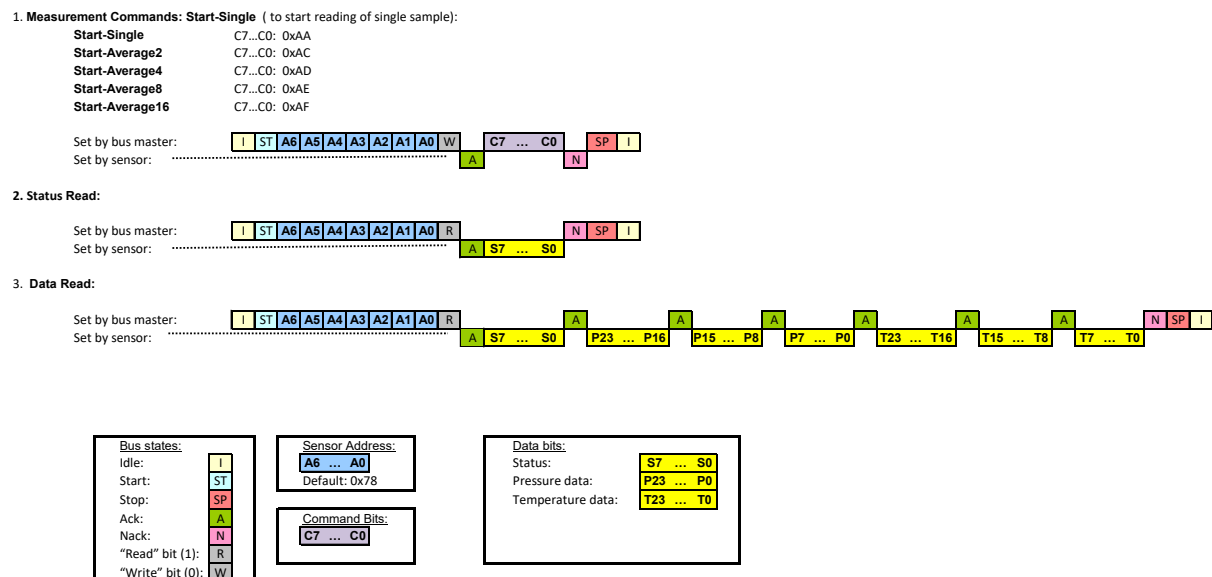 1. Measurement Commands: Start-Single ( to start reading of single sample):
Start-Single C7…C0: 0xAA
Start-Average2 C7…C0: 0xAC
Start-Average4 C7…C0: 0xAD
Start-Average8 C7…C0: 0xAE
Start-Average16 C7…C0: 0xAF
Set by bus master: I ST A6 A5 A4 A3 A2 A1 A0 W C7 … C0 SP I
Set by sensor: A N
2. Status Read:
Set by bus master: I ST A6 A5 A4 A3 A2 A1 A0 R N SP I
Set by sensor: A S7 … S0
3. Data Read:
Set by bus master: I ST A6 A5 A4 A3 A2 A1 A0 R A A A A A A N SP I
Set by sensor: A S7 … S0 P23 … P16 P15 … P8 P7 … P0 T23 … T16 T15 … T8 T7 … T0
Bus states:
Idle: I
Start: ST
Stop: SP
Ack: A
Nack: N
“Read” bit (1): R
“Write” bit (0): W
Sensor Address:
A6 … A0
Default: 0x78
Command Bits:
C7 … C0
Data bits:
Status: S7 … S0
Pressure data: P23 … P0
Temperature data: T23 … T0